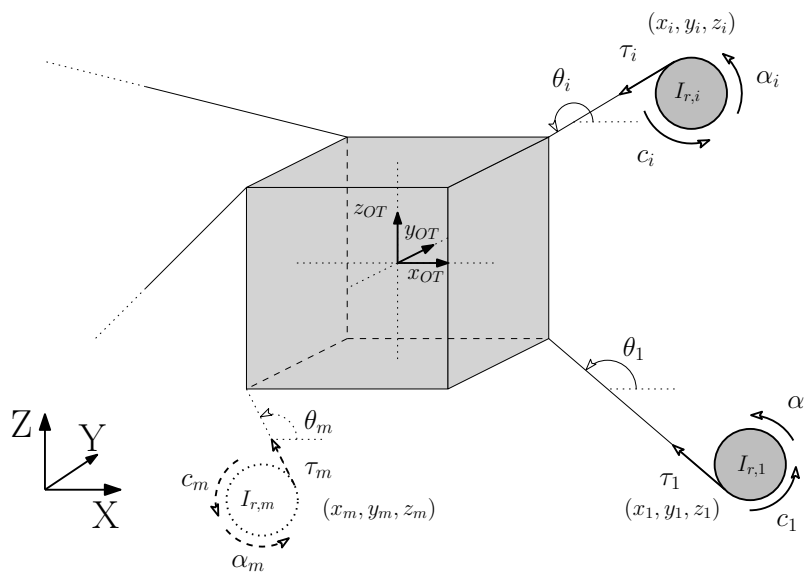 (x_i, y_i, z_i)
τ_i
θ_i
I_{r,i}
α_i
c_i
z_{OT}
y_{OT}
x_{OT}
θ_1
Z
Y
X
θ_m
α
c_m
τ_m
I_{r,m}
(x_m, y_m, z_m)
α_m
τ_1
I_{r,1}
(x_1, y_1, z_1)
c_1